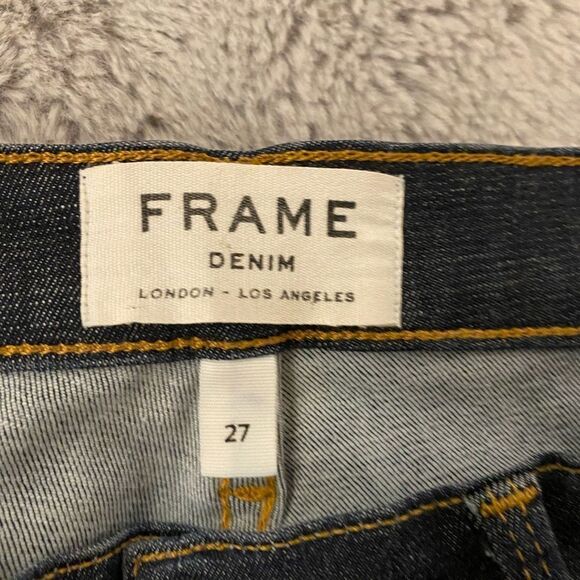 FRAME
DENIM
LONDON - LOS ANGELES
27